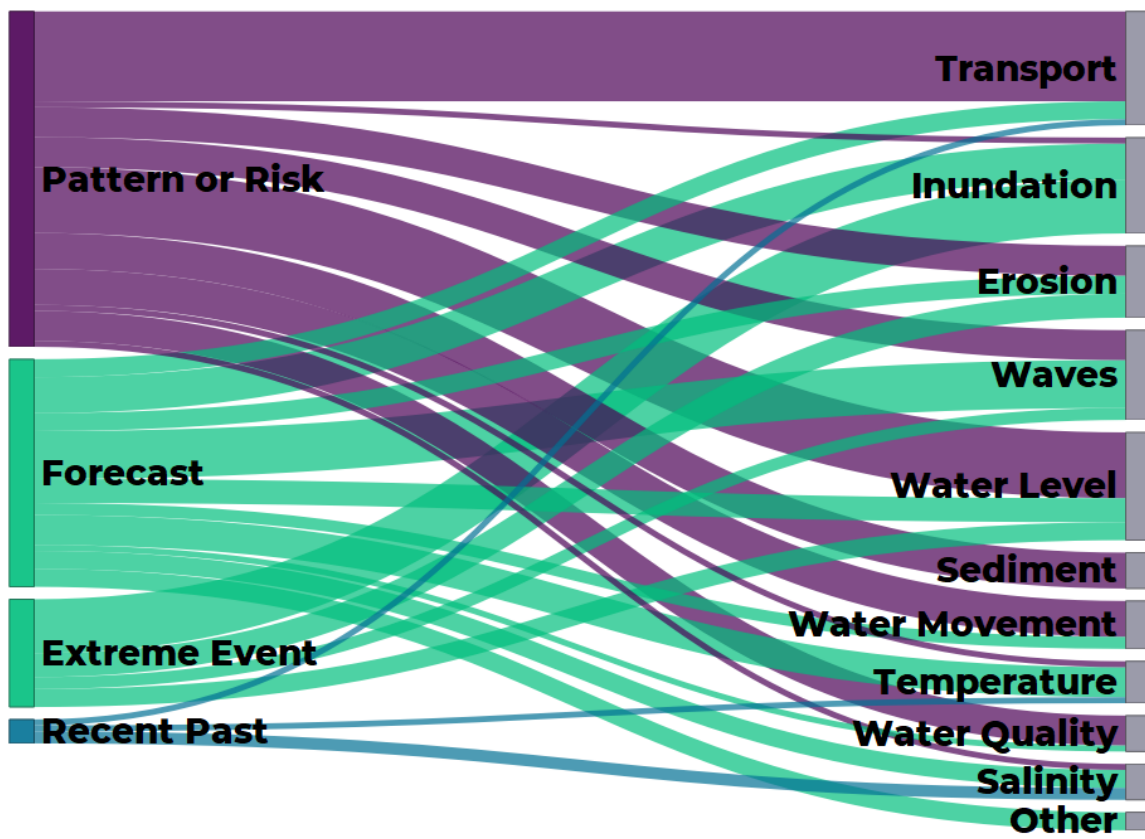 Pattern or Risk
Forecast
Extreme Event
Recent Past
Transport
Inundation
Erosion
Waves
Water Level
Sediment
Water Movement
Temperature
Water Quality
Salinity
Other